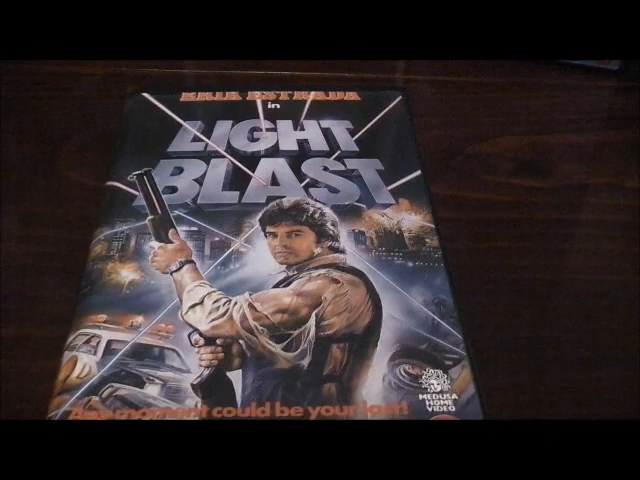 ERIK ESTRADA
in
LIGHT
BLAST
Any moment could be your last!
MEDUSA
HOME
VIDEO